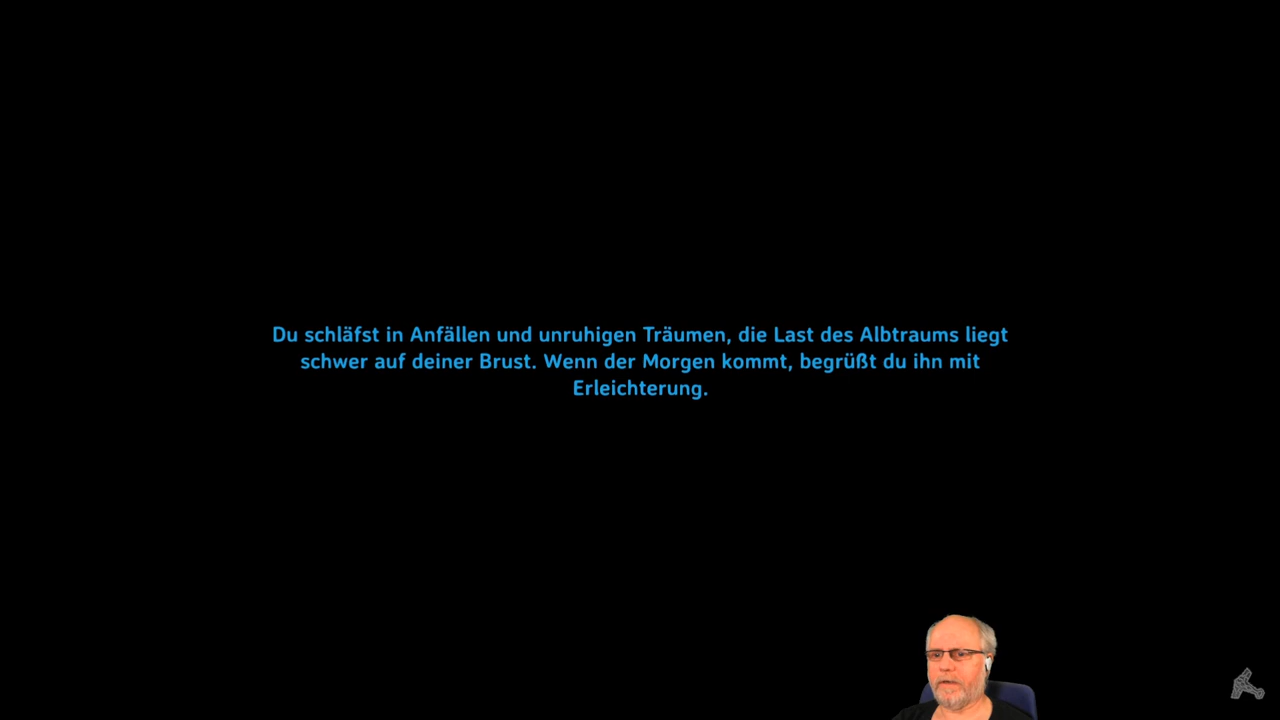 Du schläfst in Anfällen und unruhigen Träumen, die Last des Albtraums liegt
schwer auf deiner Brust. Wenn der Morgen kommt, begrüßt du ihn mit
Erleichterung.